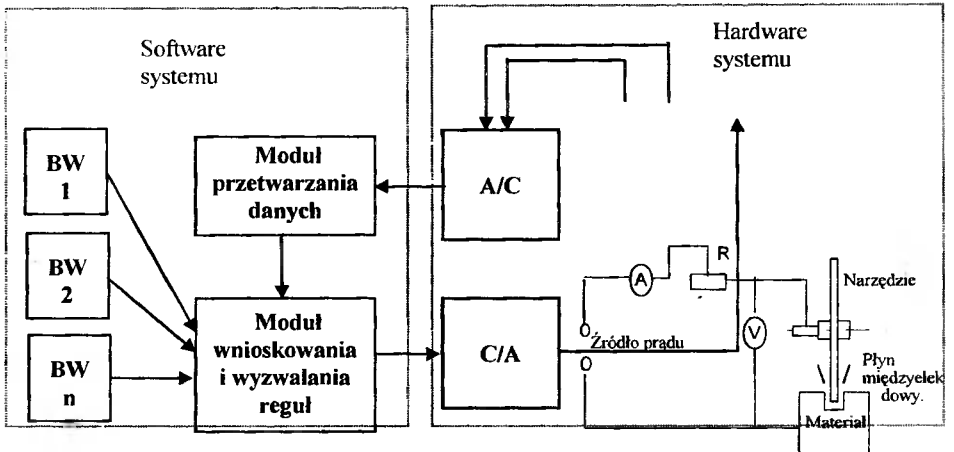 Software
systemu
Hardware
systemu
BW
1
BW
2
BW
n
Moduł
przetwarzania
danych
Moduł
wnioskowania
i wyzwalania
reguł
A/C
C/A
A
R
V
Źródło prądu
Narzędzie
Płyn
międzyelek
dowy.
Materiał